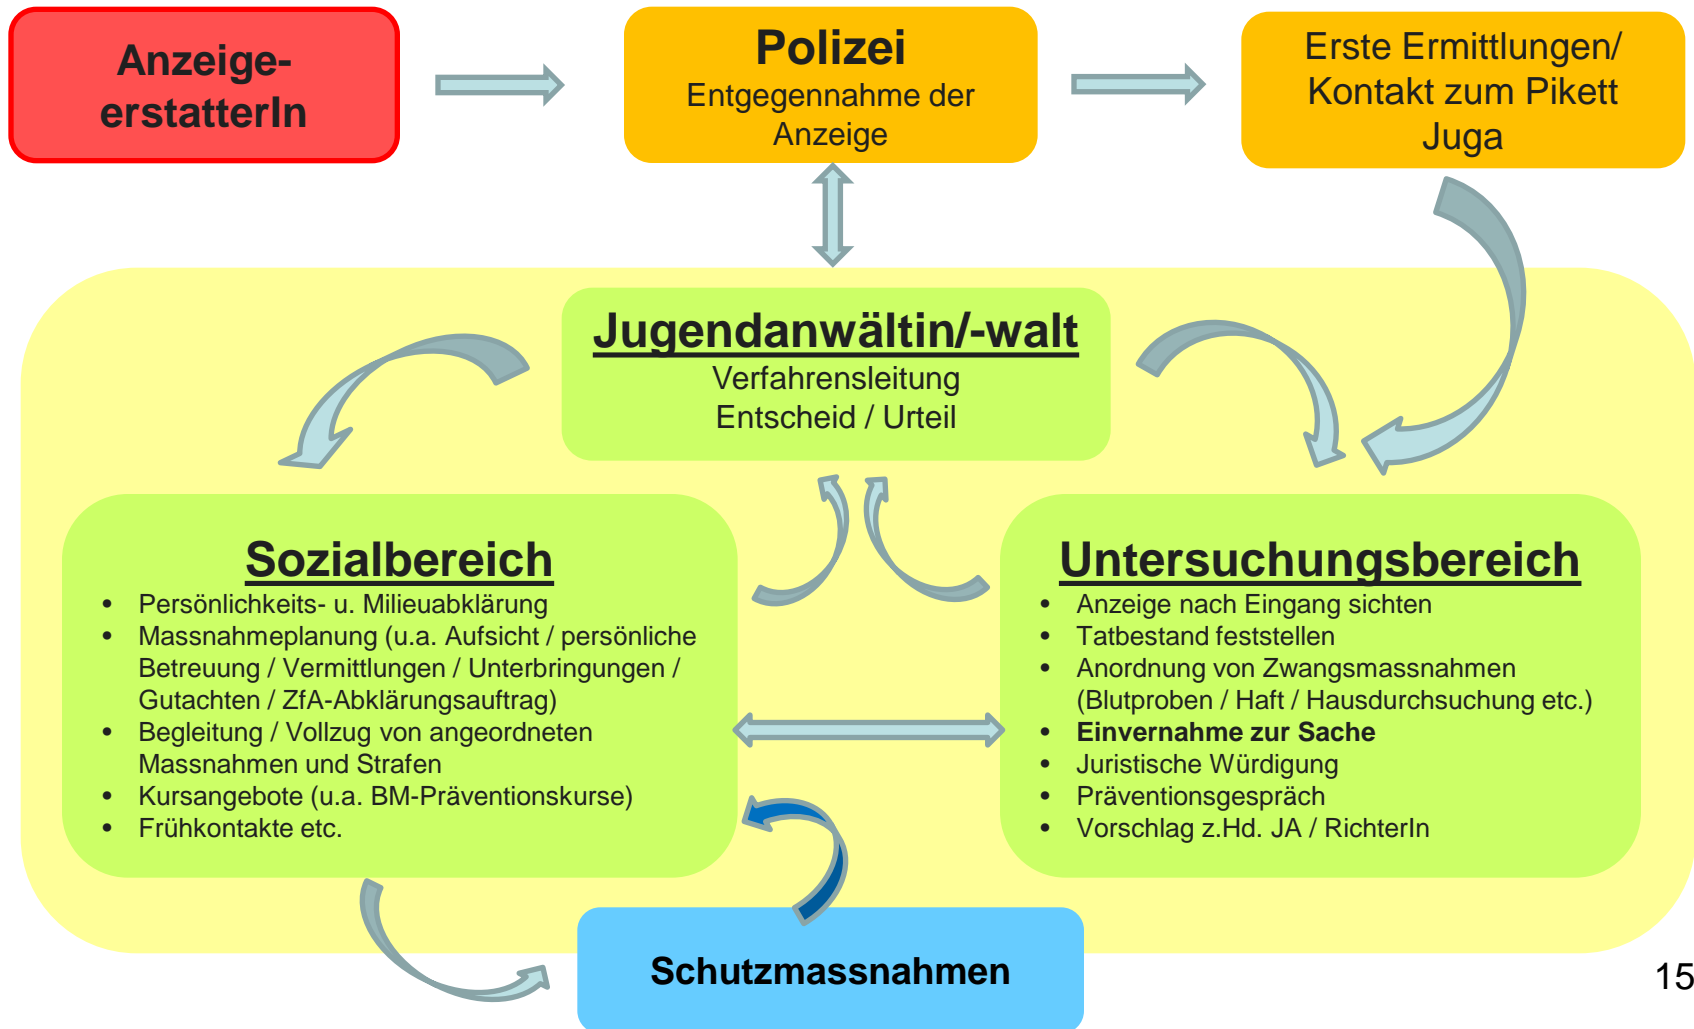 Anzeige-
erstatterIn
Polizei
Entgegennahme der
Anzeige
Erste Ermittlungen/
Kontakt zum Pikett
Juga
Jugendanwältin/-walt
Verfahrensleitung
Entscheid / Urteil
Sozialbereich
• Persönlichkeits- u. Milieuabklärung
• Massnahmeplanung (u.a. Aufsicht / persönliche
Betreuung / Vermittlungen / Unterbringungen /
Gutachten / ZfA-Abklärungsauftrag)
• Begleitung / Vollzug von angeordneten
Massnahmen und Strafen
• Kursangebote (u.a. BM-Präventionskurse)
• Frühkontakte etc.
Untersuchungsbereich
• Anzeige nach Eingang sichten
• Tatbestand feststellen
• Anordnung von Zwangsmassnahmen
(Blutproben / Haft / Hausdurchsuchung etc.)
• Einvernahme zur Sache
• Juristische Würdigung
• Präventionsgespräch
• Vorschlag z.Hd. JA / RichterIn
Schutzmassnahmen
15